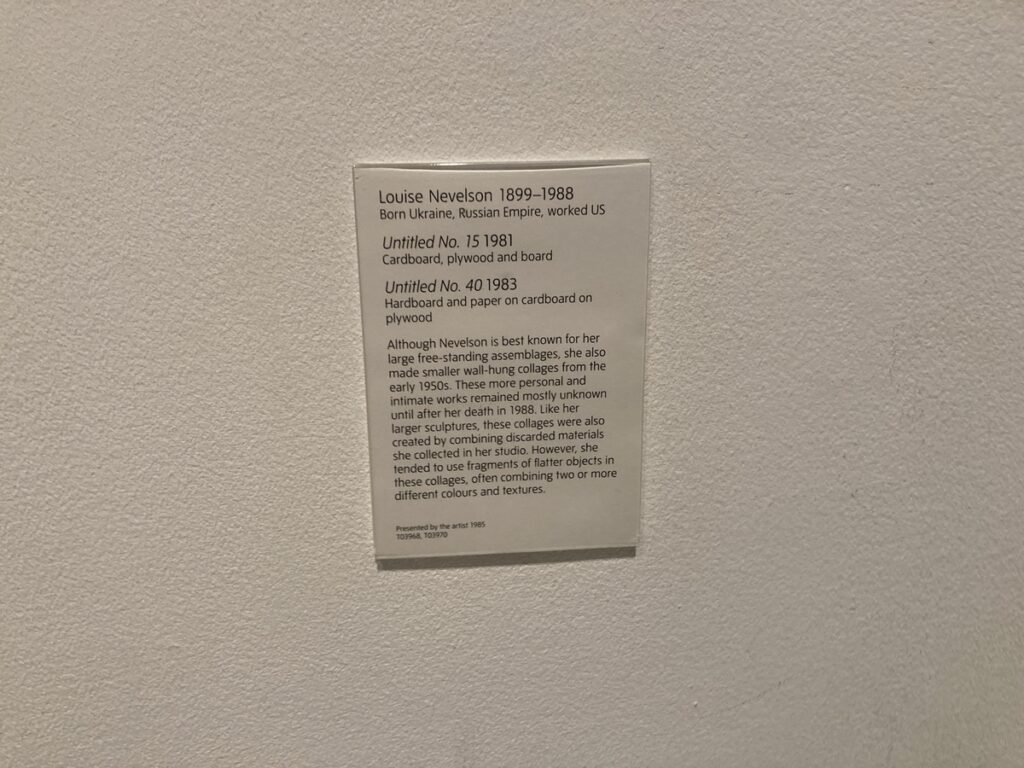 Louise Nevelson 1899–1988
Born Ukraine, Russian Empire, worked US
Untitled No. 15 1981
Cardboard, plywood and board
Untitled No. 40 1983
Hardboard and paper on cardboard on
plywood
Although Nevelson is best known for her
large free-standing assemblages, she also
made smaller wall-hung collages from the
early 1950s. These more personal and
intimate works remained mostly unknown
until after her death in 1988. Like her
larger sculptures, these collages were also
created by combining discarded materials
she collected in her studio. However, she
tended to use fragments of flatter objects in
these collages, often combining two or more
different colours and textures.
Presented by the artist 1985
T03968, T03970